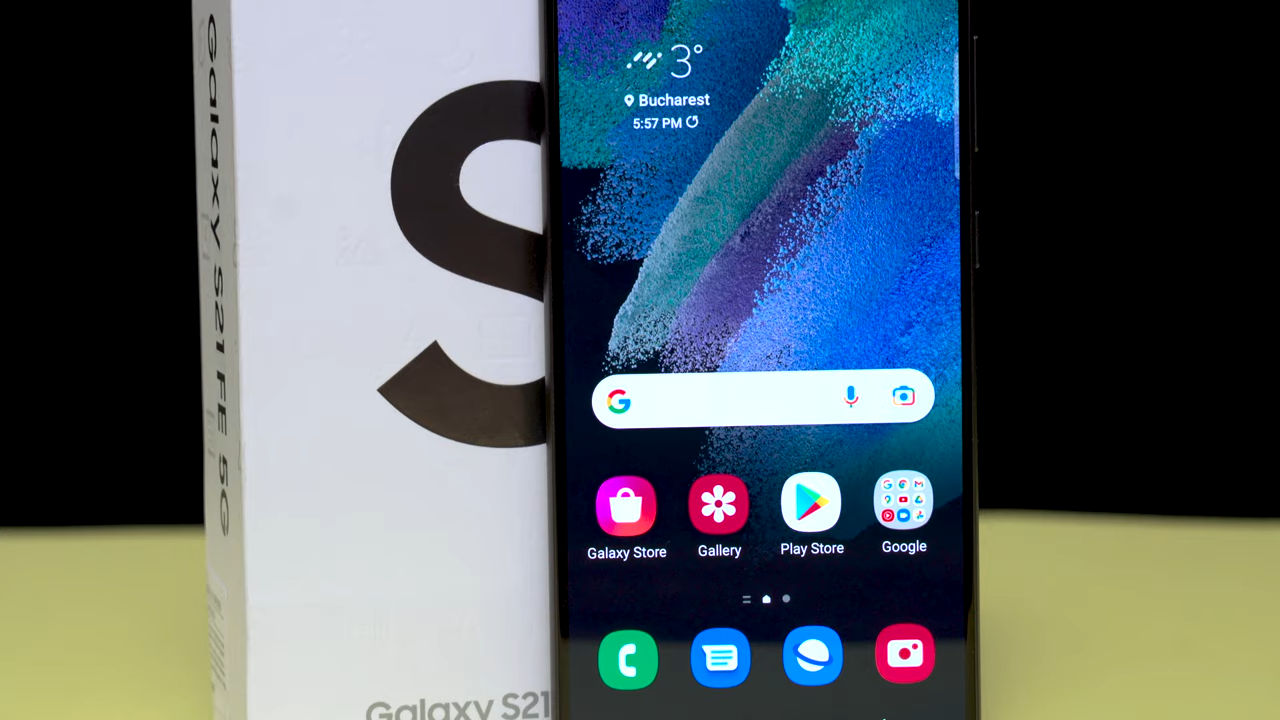 Galaxy S21 FE 5G
S
Galaxy S21
3°
Bucharest
5:57 PM
G
Galaxy Store
Gallery
Play Store
Google